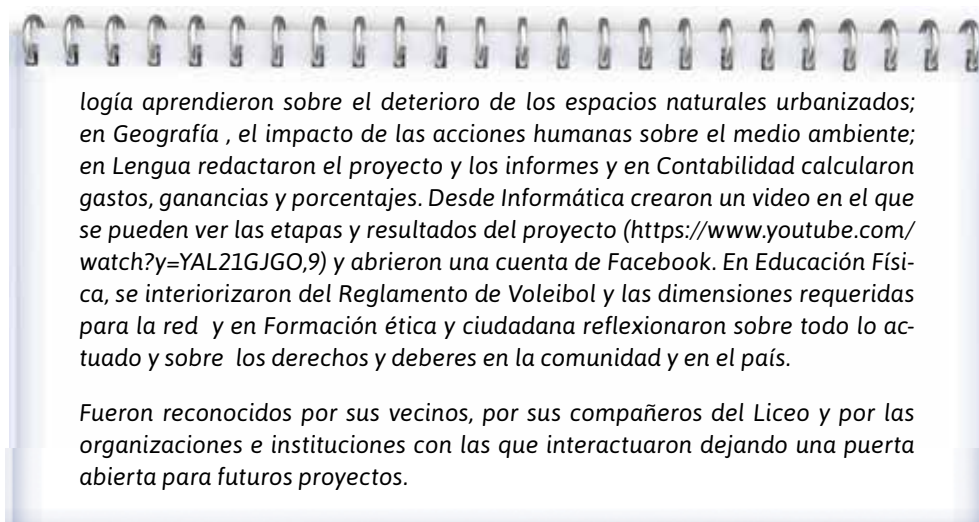 logía aprendieron sobre el deterioro de los espacios naturales urbanizados;
en Geografía , el impacto de las acciones humanas sobre el medio ambiente;
en Lengua redactaron el proyecto y los informes y en Contabilidad calcularon
gastos, ganancias y porcentajes. Desde Informática crearon un video en el que
se pueden ver las etapas y resultados del proyecto (https://www.youtube.com/
watch?y=YAL21GJGO,9) y abrieron una cuenta de Facebook. En Educación Físi-
ca, se interiorizaron del Reglamento de Voleibol y las dimensiones requeridas
para la red  y en Formación ética y ciudadana reflexionaron sobre todo lo ac-
tuado y sobre  los derechos y deberes en la comunidad y en el país.
Fueron reconocidos por sus vecinos, por sus compañeros del Liceo y por las
organizaciones e instituciones con las que interactuaron dejando una puerta
abierta para futuros proyectos.